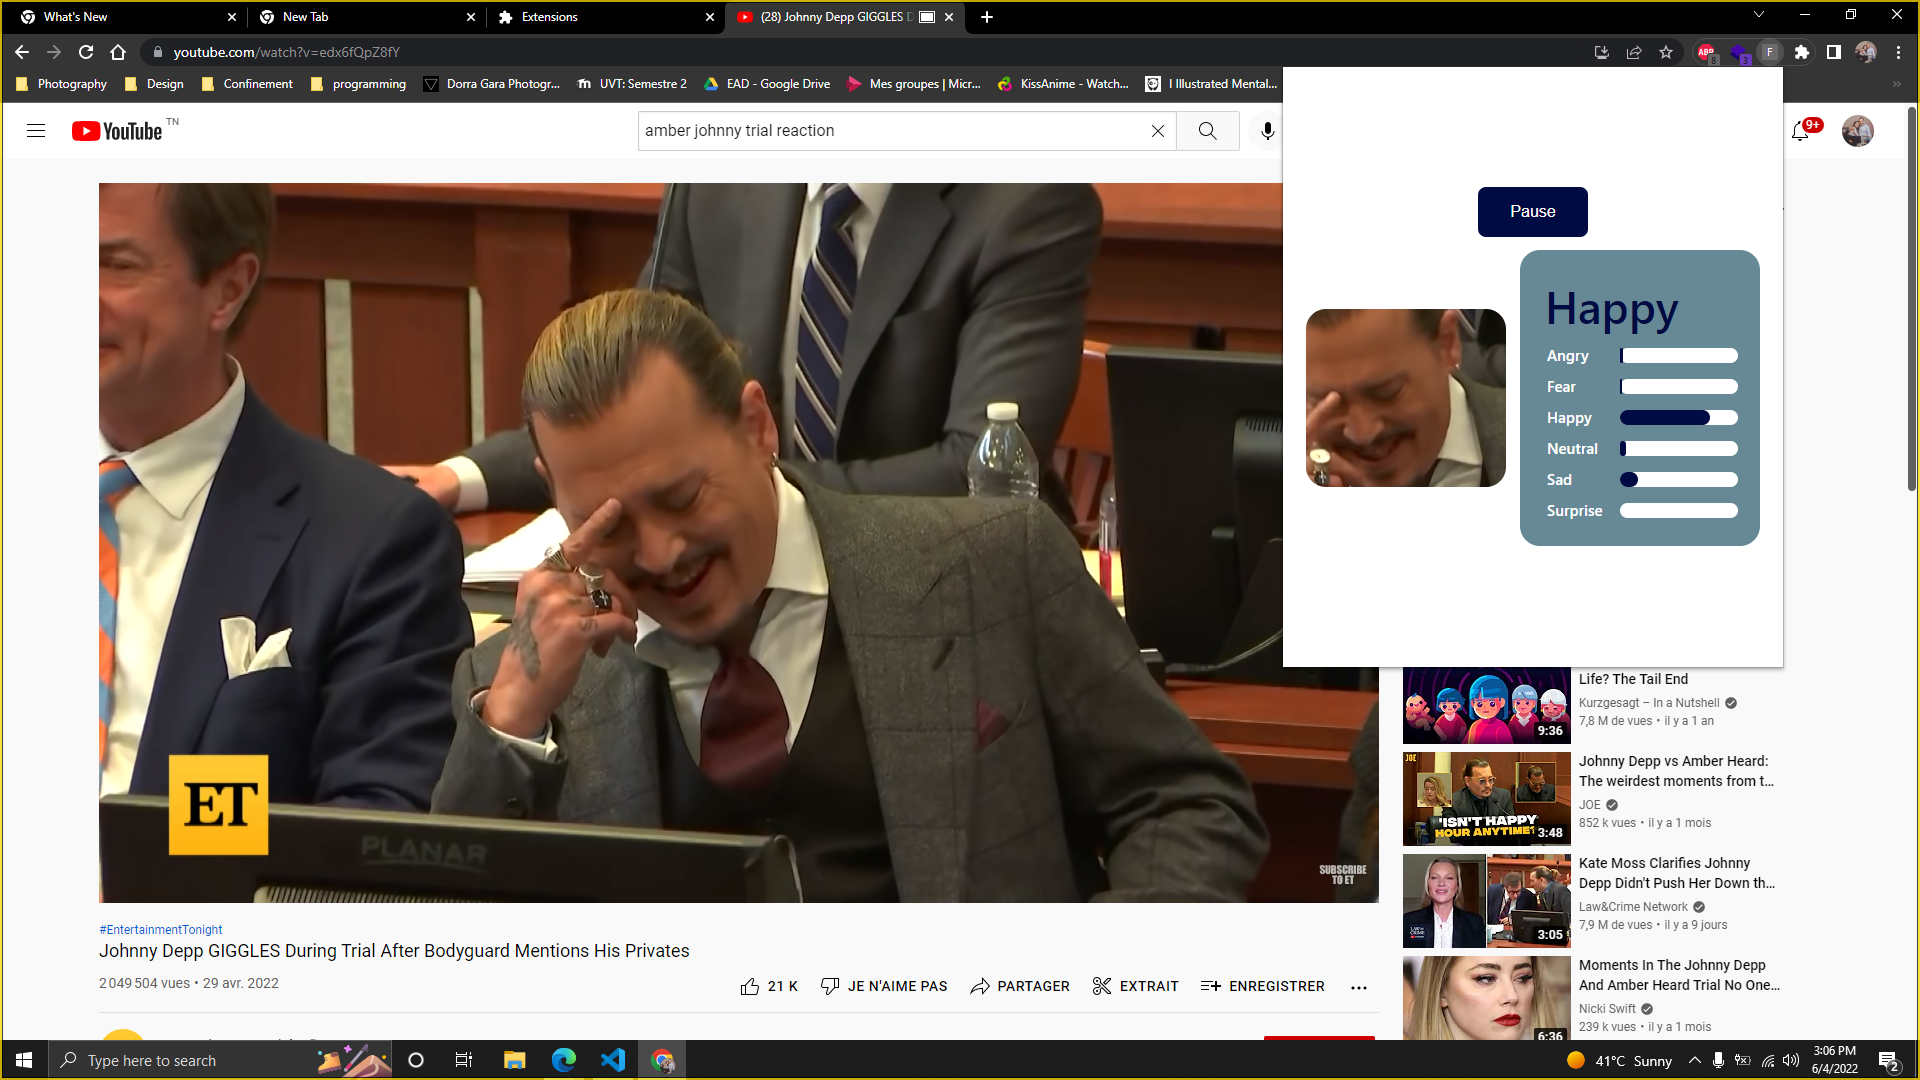 What's New
New Tab
Extensions
(28) Johnny Depp GIGGLES D
youtube.com/watch?v=edx6fQpZ8fY
ABP
8
3
F
Photography
Design
Confinement
programming
Dorra Gara Photogr...
UVT: Semestre 2
EAD - Google Drive
Mes groupes | Micr...
KissAnime - Watch...
I Illustrated Mental...
YouTube TN
amber johnny trial reaction
9+
Pause
Happy
Angry
Fear
Happy
Neutral
Sad
Surprise
ET
PLANAR
SUBSCRIBE
TO ET
#EntertainmentTonight
Johnny Depp GIGGLES During Trial After Bodyguard Mentions His Privates
2 049 504 vues • 29 avr. 2022
21 K
JE N'AIME PAS
PARTAGER
EXTRAIT
ENREGISTRER
Life? The Tail End
Kurzgesagt – In a Nutshell
7,8 M de vues • il y a 1 an
9:36
JOE
'ISN'T HAPPY
HOUR ANYTIME?'
3:48
Johnny Depp vs Amber Heard:
The weirdest moments from t...
JOE
852 k vues • il y a 1 mois
3:05
Kate Moss Clarifies Johnny
Depp Didn't Push Her Down th...
Law&Crime Network
7,9 M de vues • il y a 9 jours
6:36
Moments In The Johnny Depp
And Amber Heard Trial No One...
Nicki Swift
239 k vues • il y a 1 mois
Type here to search
41°C Sunny
3:06 PM
6/4/2022
2